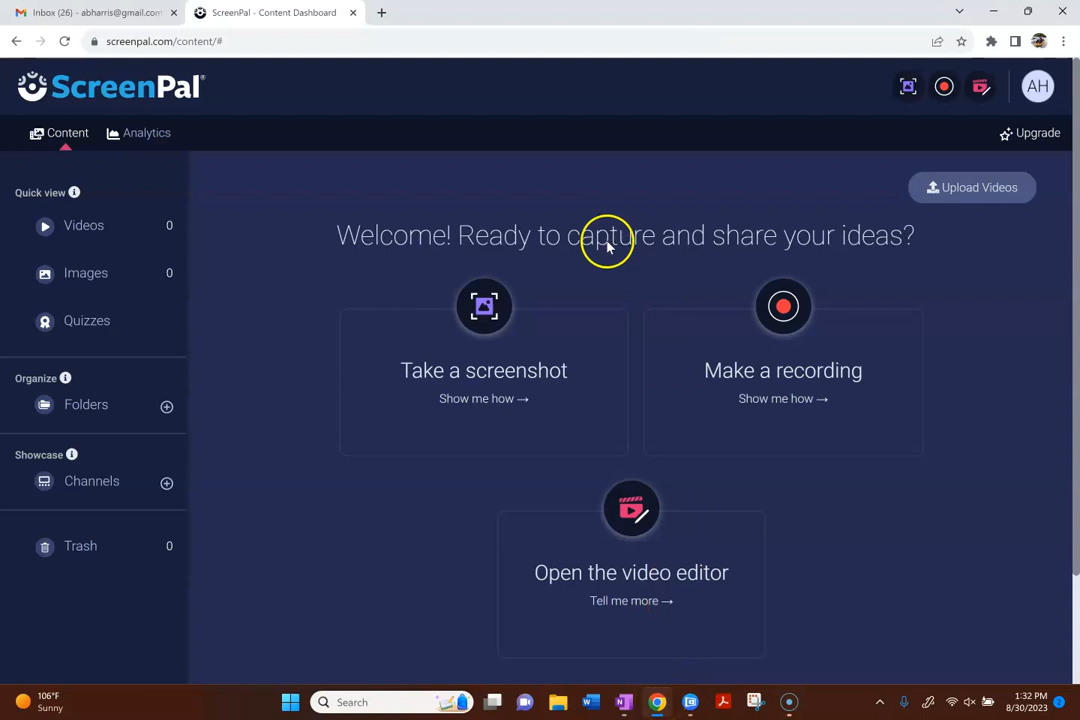 Inbox (26) - abharris@gmail.com
ScreenPal - Content Dashboard
screenpal.com/content/#
ScreenPal®
AH
Content
Analytics
Upgrade
Quick view
Upload Videos
Videos 0
Welcome! Ready to capture and share your ideas?
Images 0
Quizzes
Take a screenshot
Make a recording
Show me how →
Show me how →
Organize
Folders
Showcase
Channels
Trash 0
Open the video editor
Tell me more →
106°F
Sunny
Search
1:32 PM
8/30/2023